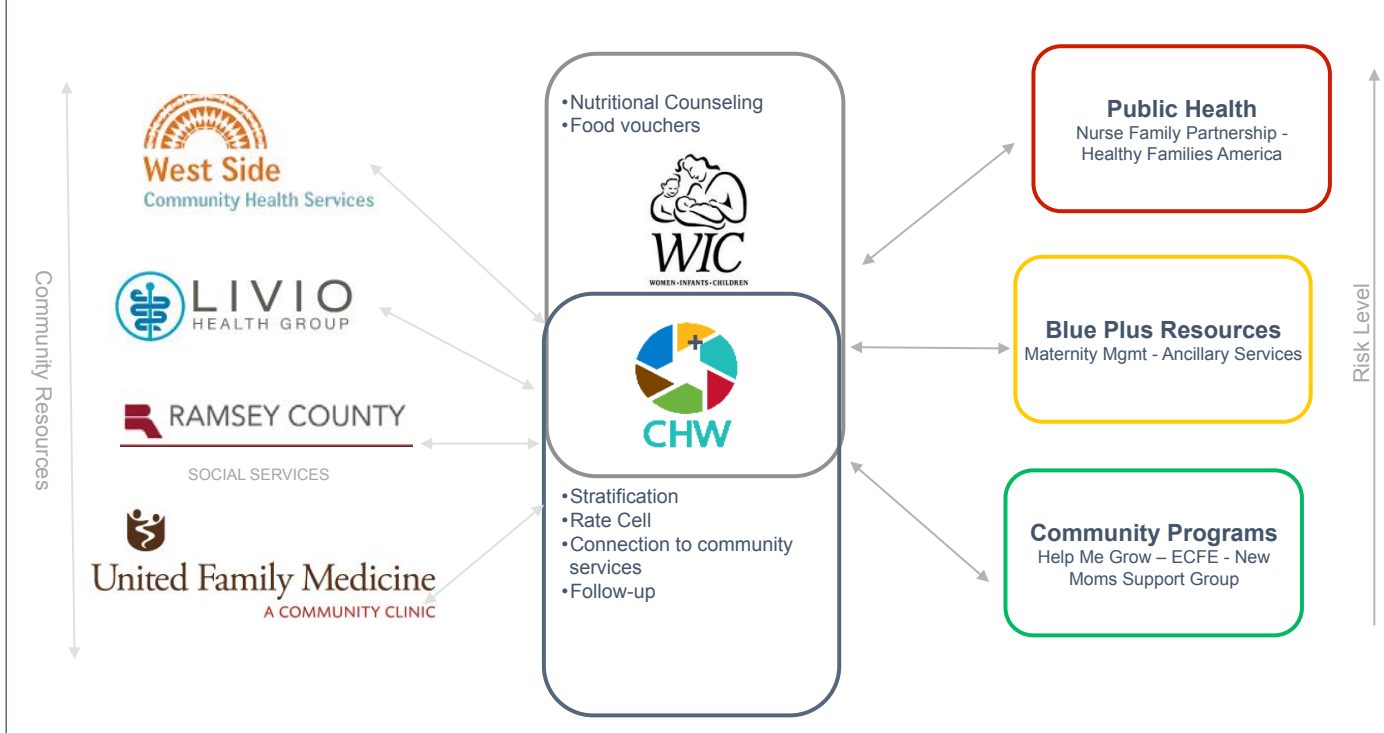 Community Resources
West Side
Community Health Services
LIVIO
HEALTH GROUP
RAMSEY COUNTY
SOCIAL SERVICES
United Family Medicine
A COMMUNITY CLINIC
•Nutritional Counseling
•Food vouchers
WIC
WOMEN•INFANTS•CHILDREN
CHW
•Stratification
•Rate Cell
•Connection to community
services
•Follow-up
Public Health
Nurse Family Partnership -
Healthy Families America
Blue Plus Resources
Maternity Mgmt - Ancillary Services
Community Programs
Help Me Grow – ECFE - New
Moms Support Group
Risk Level